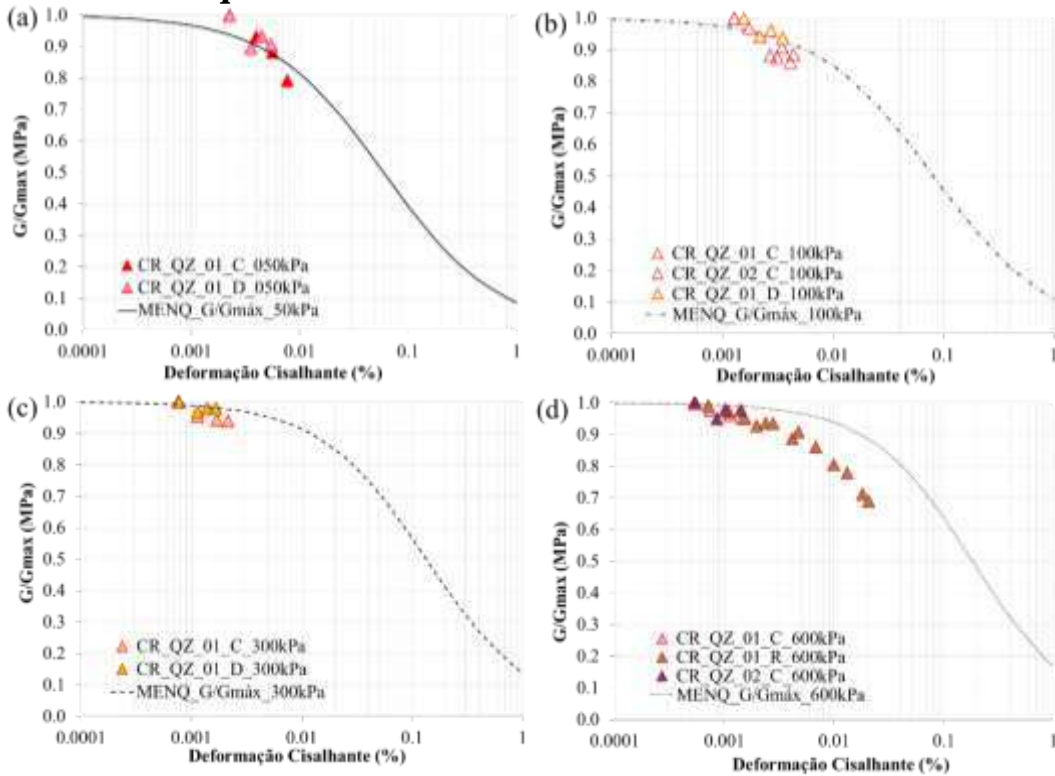 (a)
G/Gmax (MPa)
1.0
0.9
0.8
0.7
0.6
0.5
0.4
0.3
0.2
0.1
0.0
CR_QZ_01_C_050kPa
CR_QZ_01_D_050kPa
MENQ_G/Gmáx_50kPa
0.0001 0.001 0.01 0.1 1
Deformação Cisalhante (%)
(b)
G/Gmax (MPa)
1.0
0.9
0.8
0.7
0.6
0.5
0.4
0.3
0.2
0.1
0.0
CR_QZ_01_C_100kPa
CR_QZ_02_C_100kPa
CR_QZ_01_D_100kPa
MENQ_G/Gmáx_100kPa
0.0001 0.001 0.01 0.1 1
Deformação Cisalhante (%)
(c)
G/Gmax (MPa)
1.0
0.9
0.8
0.7
0.6
0.5
0.4
0.3
0.2
0.1
0.0
CR_QZ_01_C_300kPa
CR_QZ_01_D_300kPa
MENQ_G/Gmáx_300kPa
0.0001 0.001 0.01 0.1 1
Deformação Cisalhante (%)
(d)
G/Gmax (MPa)
1.0
0.9
0.8
0.7
0.6
0.5
0.4
0.3
0.2
0.1
0.0
CR_QZ_01_C_600kPa
CR_QZ_01_R_600kPa
CR_QZ_02_C_600kPa
MENQ_G/Gmáx_600kPa
0.0001 0.001 0.01 0.1 1
Deformação Cisalhante (%)